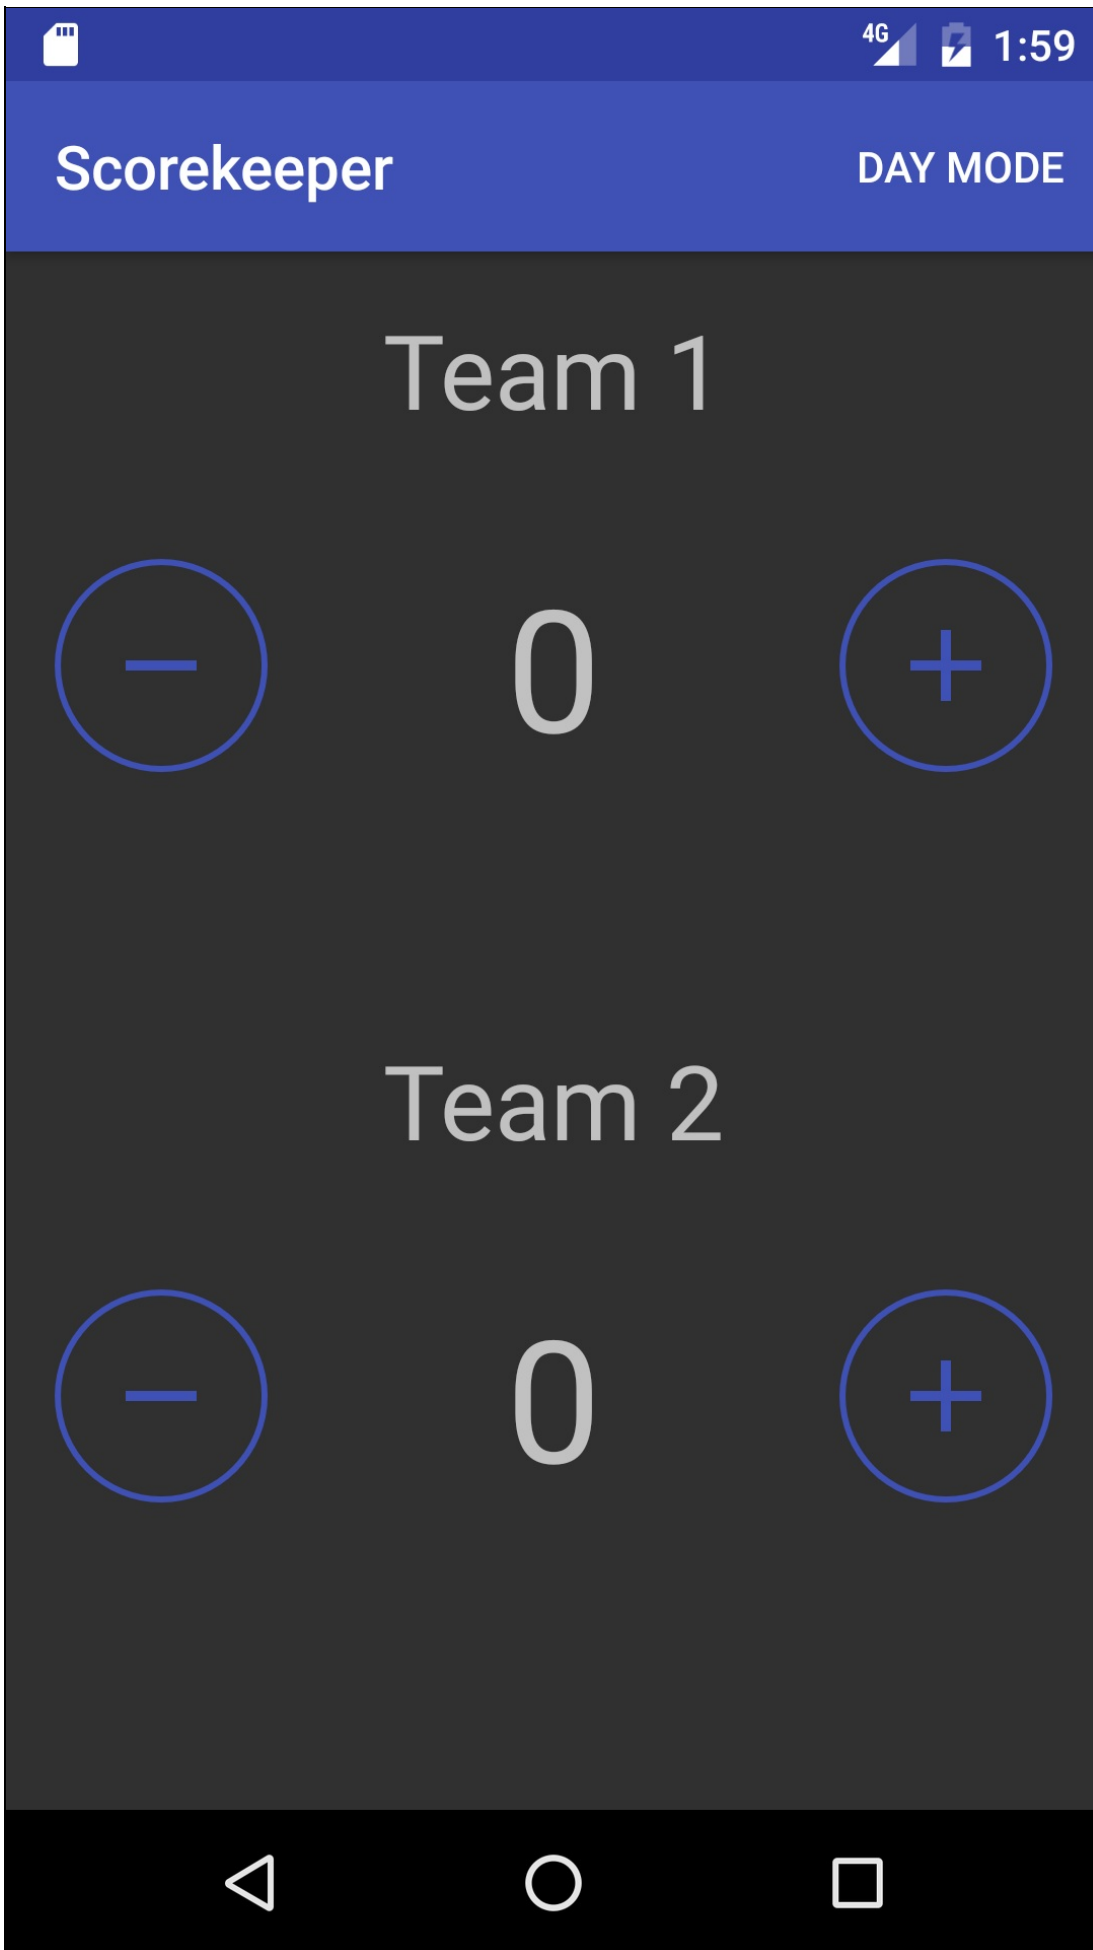 4G 1:59
Scorekeeper DAY MODE
Team 1
− 0 +
Team 2
− 0 +